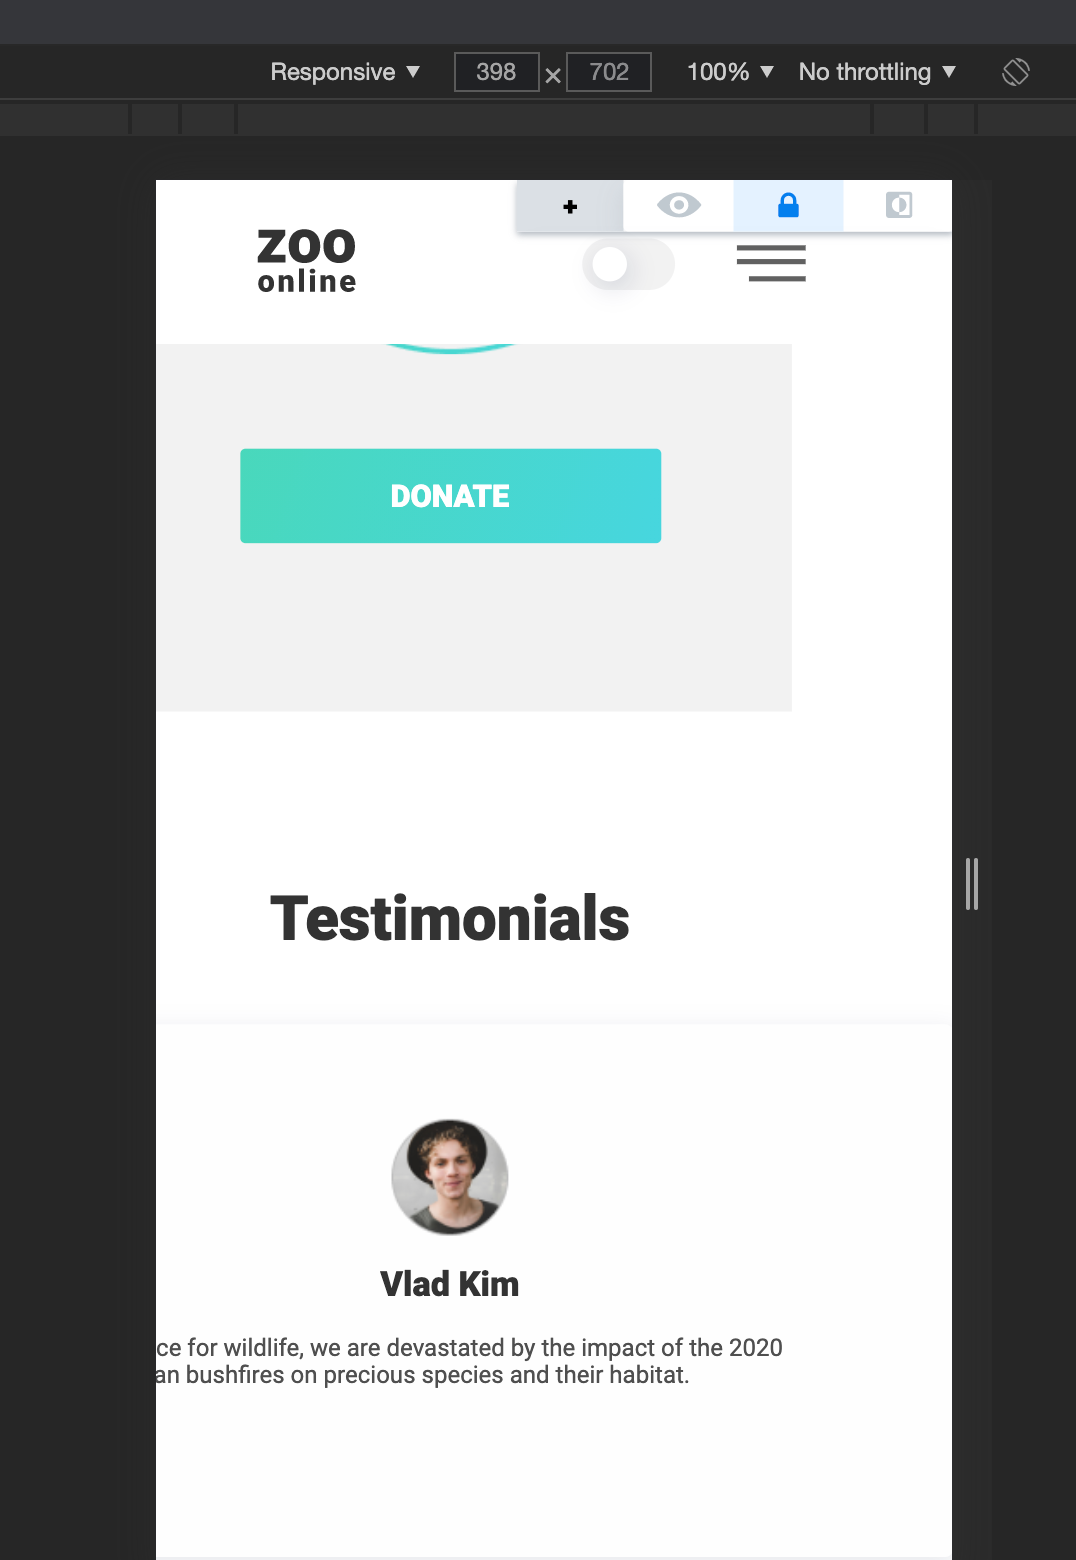 Responsive ▼ 398 × 702 100% ▼ No throttling ▼
+
zoo
online
DONATE
Testimonials
Vlad Kim
ce for wildlife, we are devastated by the impact of the 2020
an bushfires on precious species and their habitat.